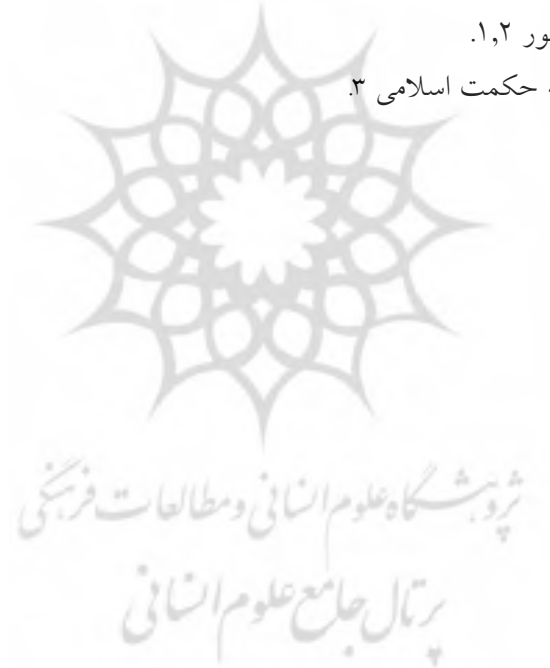 ور ۱,۲.
حکمت اسلامی ۳.
پژوهشگاه علوم انسانی و مطالعات فرهنگی
پرتال جامع علوم انسانی